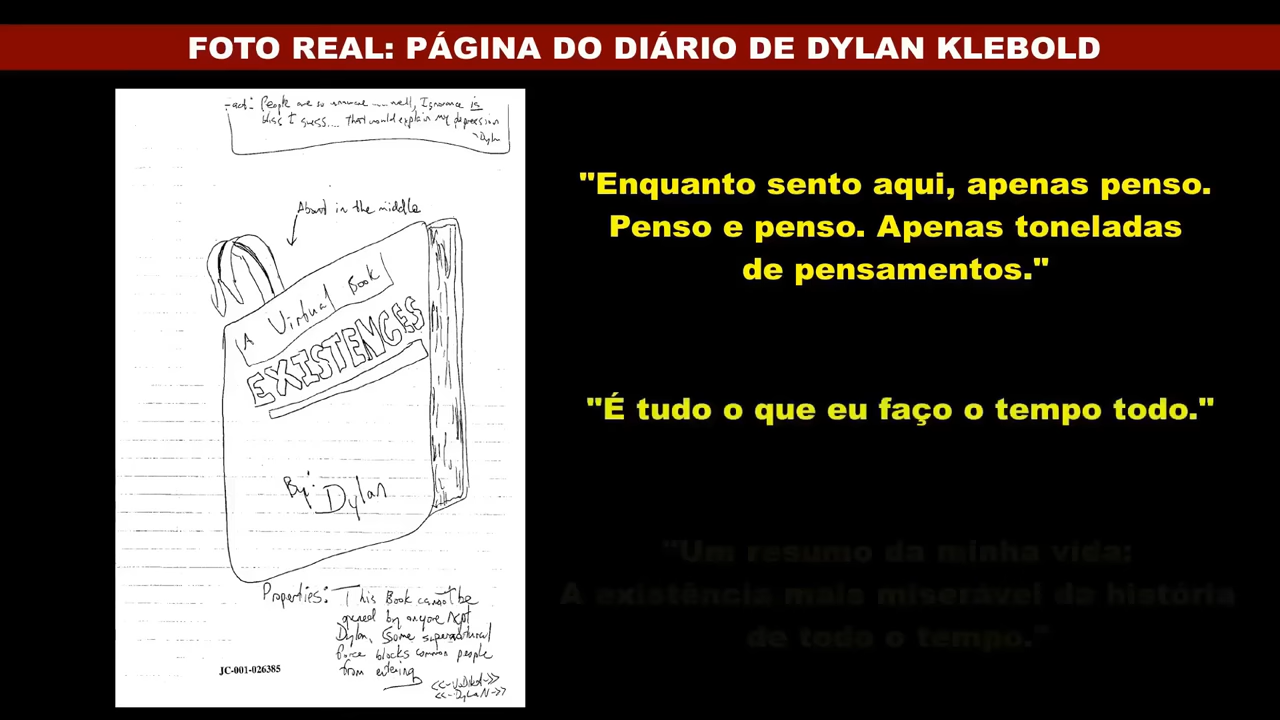 FOTO REAL: PÁGINA DO DIÁRIO DE DYLAN KLEBOLD
Fact: People are so unaware.... well, Ignorance is
bliss I guess.... that would explain my depression
~Dylan
About in the middle
A Virtual Book
EXISTENCES
By: Dylan
Properties: This Book cannot be
opened by anyone Not
Dylan, Some supernatural
force blocks common people
from entering
JC-001-026385
"Enquanto sento aqui, apenas penso.
Penso e penso. Apenas toneladas
de pensamentos."
"É tudo o que eu faço o tempo todo."
"Um resumo da minha vida:
A existência mais miserável da história
de todo o tempo."